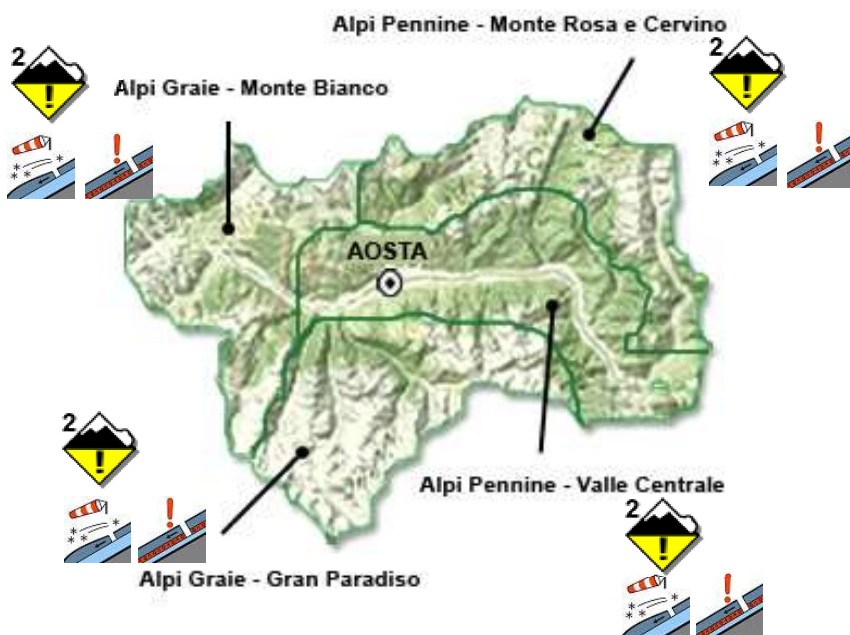 Alpi Pennine - Monte Rosa e Cervino
2
2
Alpi Graie - Monte Bianco
AOSTA
2
Alpi Pennine - Valle Centrale
2
Alpi Graie - Gran Paradiso